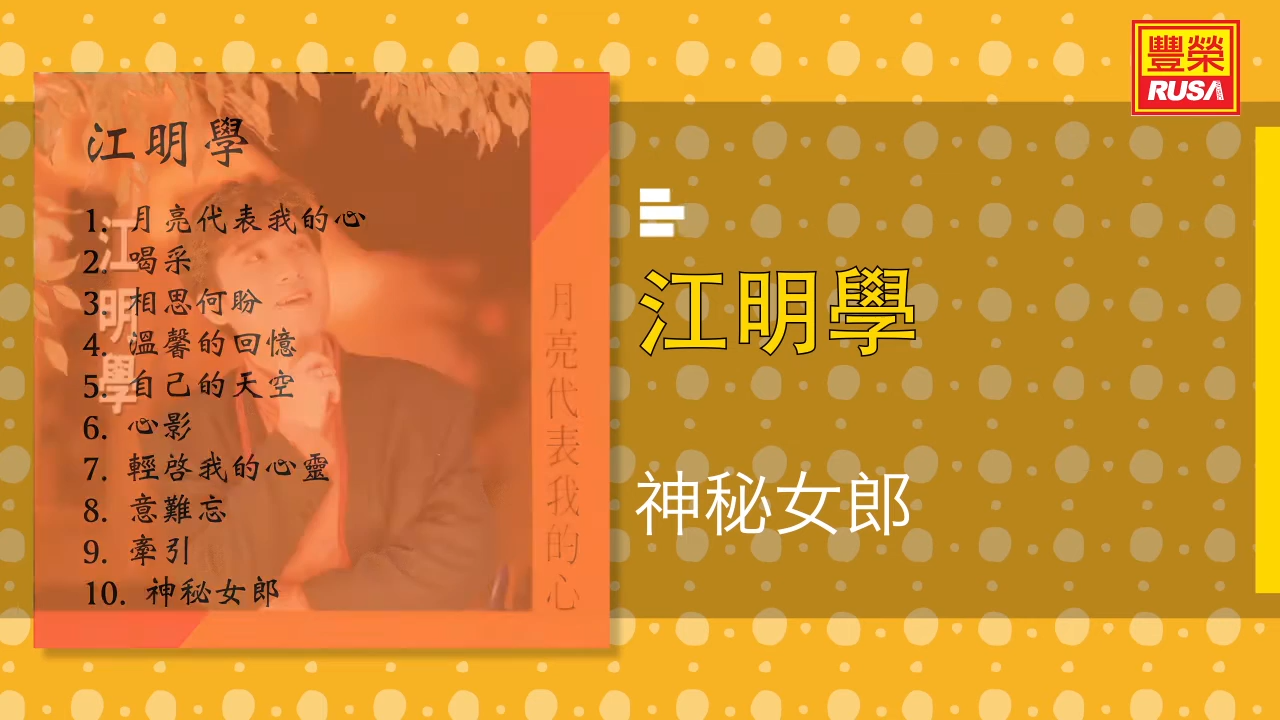 豐榮
RUSA
江明學
1. 月亮代表我的心
2. 喝采
3. 相思何盼
4. 溫馨的回憶
5. 自己的天空
6. 心影
7. 輕啓我的心靈
8. 意難忘
9. 牽引
10. 神秘女郎
江明學
月亮代表我的心
江明學
神秘女郎